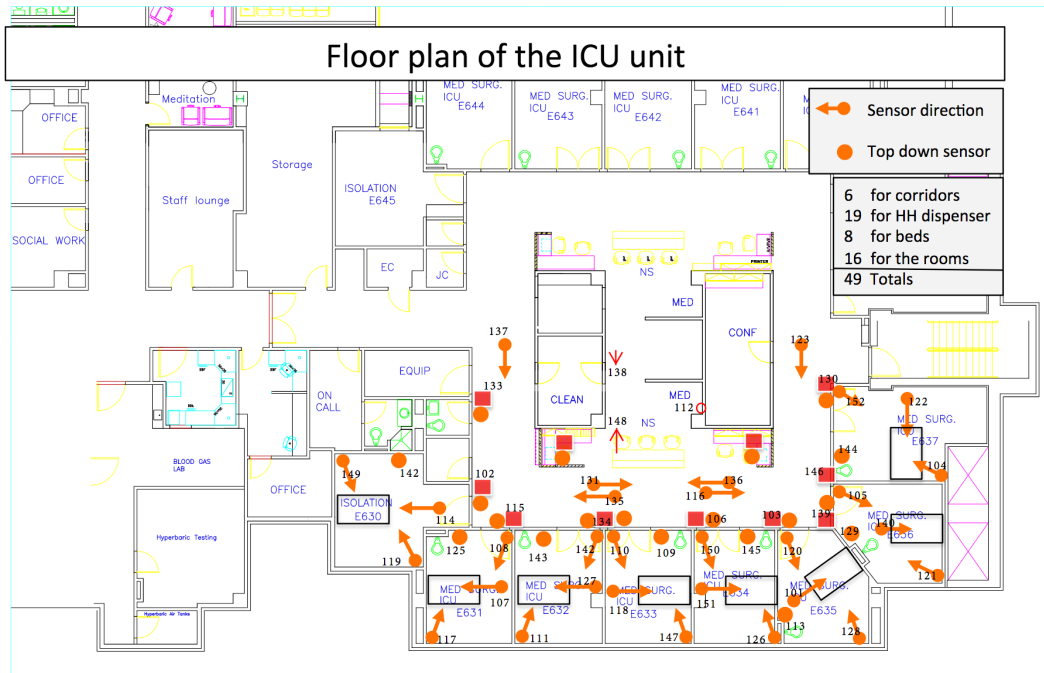 Floor plan of the ICU unit
MED SURG.
ICU
E644
MED SURG.
ICU
E643
MED SURG.
ICU
E642
MED SURG.
ICU
E641
Meditation
OFFICE
OFFICE
SOCIAL WORK
Staff lounge
Storage
ISOLATION
E645
EC
JC
Sensor direction
Top down sensor
6 for corridors
19 for HH dispenser
8 for beds
16 for the rooms
49 Totals
NS
PRINTER
MED
CONF
137
123
138
EQUIP
133
130
152
122
ON
CALL
CLEAN
MED
112
148
NS
MED SURG.
ICU
E637
BLOOD GAS
LAB
149
142
144
104
OFFICE
102
131
136
146
105
ISOLATION
E630
114
115
135
116
134
106
103
139
MED SURG.
129
140
E636
Hyperbaric Testing
125
108
143
142
110
109
150
145
120
119
121
MED SURG.
ICU
E631
107
MED SURG.
ICU
E632
127
MED SURG.
ICU
E633
118
MED SURG.
ICU
E634
151
MED SURG.
E635
101
Hyperbaric Air Tanks
113
117
111
147
126
128